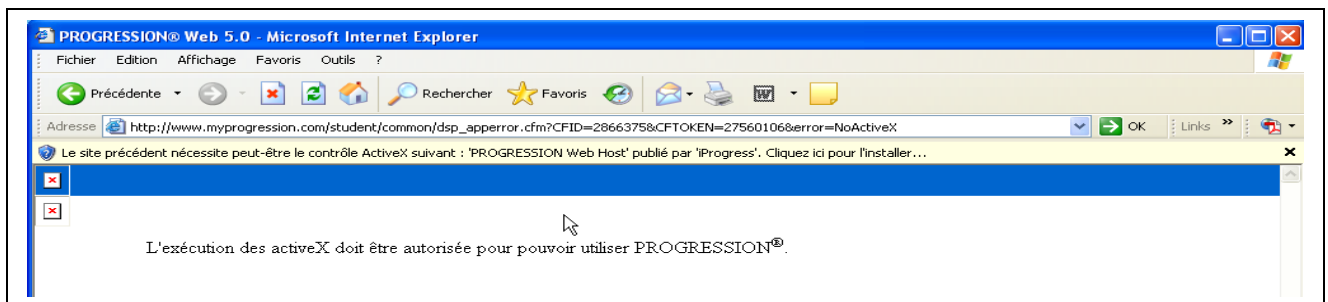 PROGRESSION® Web 5.0 - Microsoft Internet Explorer
Fichier Edition Affichage Favoris Outils ?
Précédente Rechercher Favoris
Adresse http://www.myprogression.com/student/common/dsp_apperror.cfm?CFID=2866375&CFTOKEN=27560106&error=NoActiveX OK Links »
Le site précédent nécessite peut-être le contrôle ActiveX suivant : 'PROGRESSION Web Host' publié par 'iProgress'. Cliquez ici pour l'installer...
L'exécution des activeX doit être autorisée pour pouvoir utiliser PROGRESSION®.